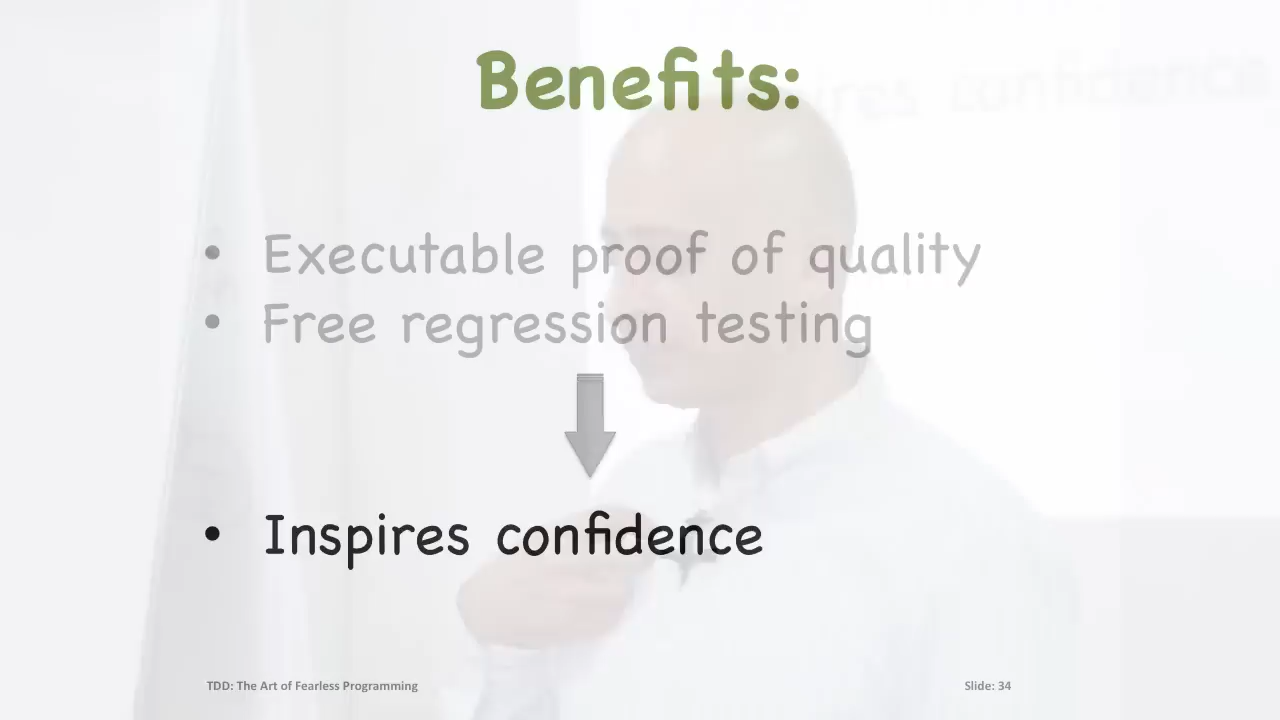 Benefits:
• Executable proof of quality
• Free regression testing
• Inspires confidence
TDD: The Art of Fearless Programming
Slide: 34